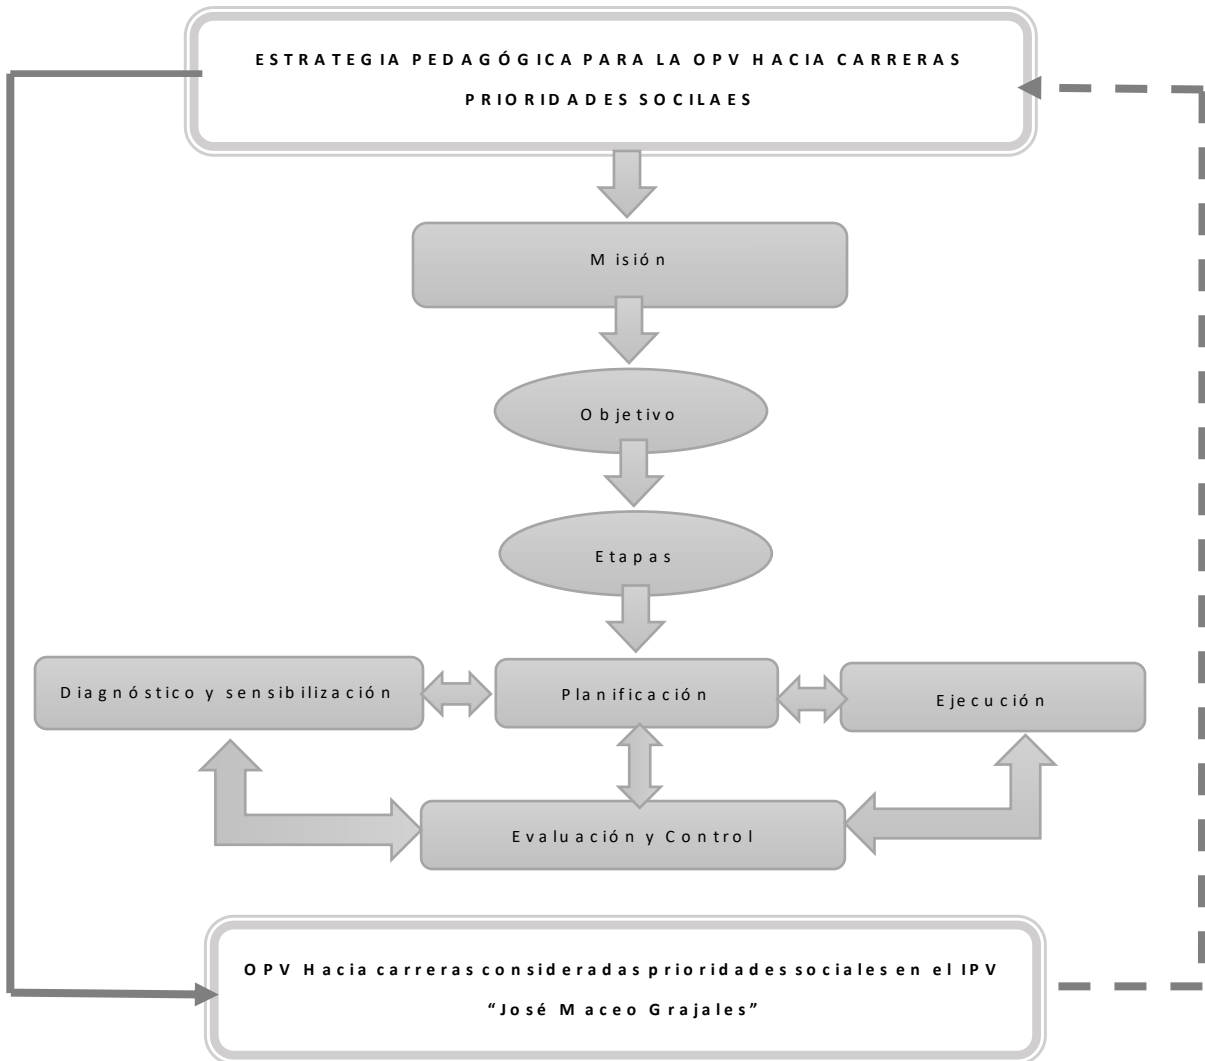 ESTRATEGIA PEDAGÓGICA PARA LA OPV HACIA CARRERAS
PRIORIDADES SOCILAES
Misión
Objetivo
Etapas
Diagnóstico y sensibilización
Planificación
Ejecución
Evaluación y Control
OPV Hacia carreras consideradas prioridades sociales en el IPV
“José Maceo Grajales”